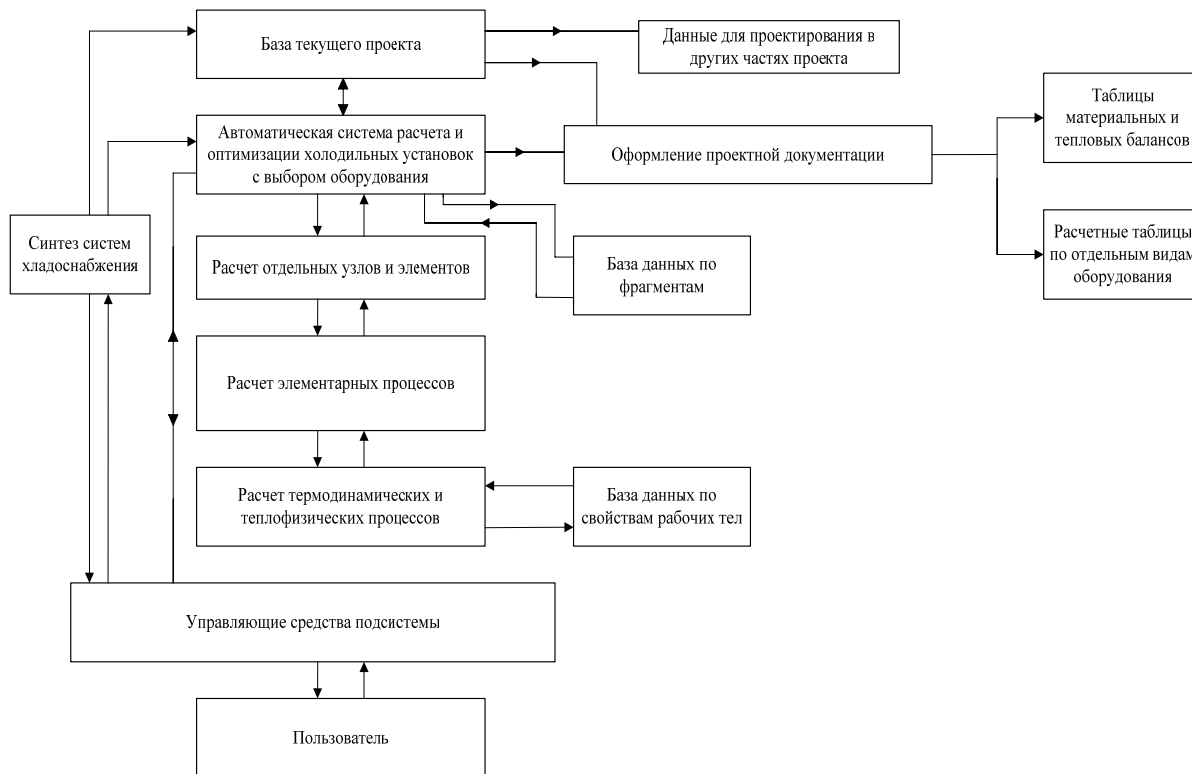 База текущего проекта
Данные для проектирования в
других частях проекта
Таблицы
материальных и
тепловых балансов
Автоматическая система расчета и
оптимизации холодильных установок
с выбором оборудования
Оформление проектной документации
Синтез систем
хладоснабжения
Расчет отдельных узлов и элементов
База данных по
фрагментам
Расчетные таблицы
по отдельным видам
оборудования
Расчет элементарных процессов
Расчет термодинамических и
теплофизических процессов
База данных по
свойствам рабочих тел
Управляющие средства подсистемы
Пользователь